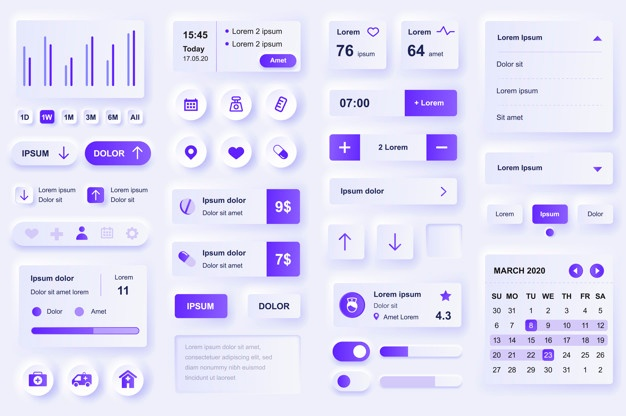 1D 1W 1M 3M 6M All
IPSUM
DOLOR
Lorem ipsum
Dolor sit
Lorem ipsum
Dolor sit
Ipsum dolor
Dolor sit amet lorem
Lorem
11
Dolor
Amet
15:45
Today
17.05.20
Lorem 2 ipsum
Lorem 2 ipsum
Amet
Ipsum dolor
Dolor sit amet
9$
Ipsum dolor
Dolor sit amet
7$
IPSUM
DOLOR
Lorem ipsum dolor sit amet,
consectetuer adipiscing elit,
sed diam nonummy nibh
euismod tincidunt ut
Lorem
76 ipsum
Lorem
64 amet
07:00
+ Lorem
+
2 Lorem
−
Ipsum dolor
Lorem ipsum
Dolor sit
Amet Lorem
4.3
Lorem Ipsum
Dolor sit
Lorem ipsum
Sit amet
Lorem Ipsum
Lorem
Ipsum
Dolor
MARCH 2020
SU MO TU WE TH FR SA
30 31 1 2 3 4 5
6 7 8 9 10 11 12
13 14 15 16 17 18 19
20 21 22 23 24 25 26
27 28 29 30 31 1 2